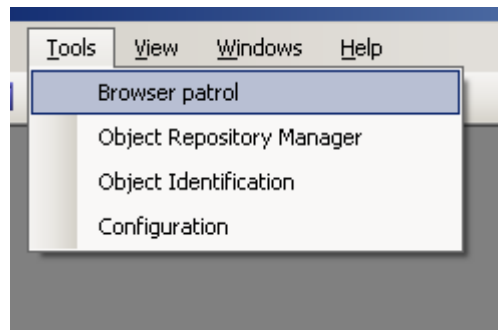 Tools View Windows Help
Browser patrol
Object Repository Manager
Object Identification
Configuration